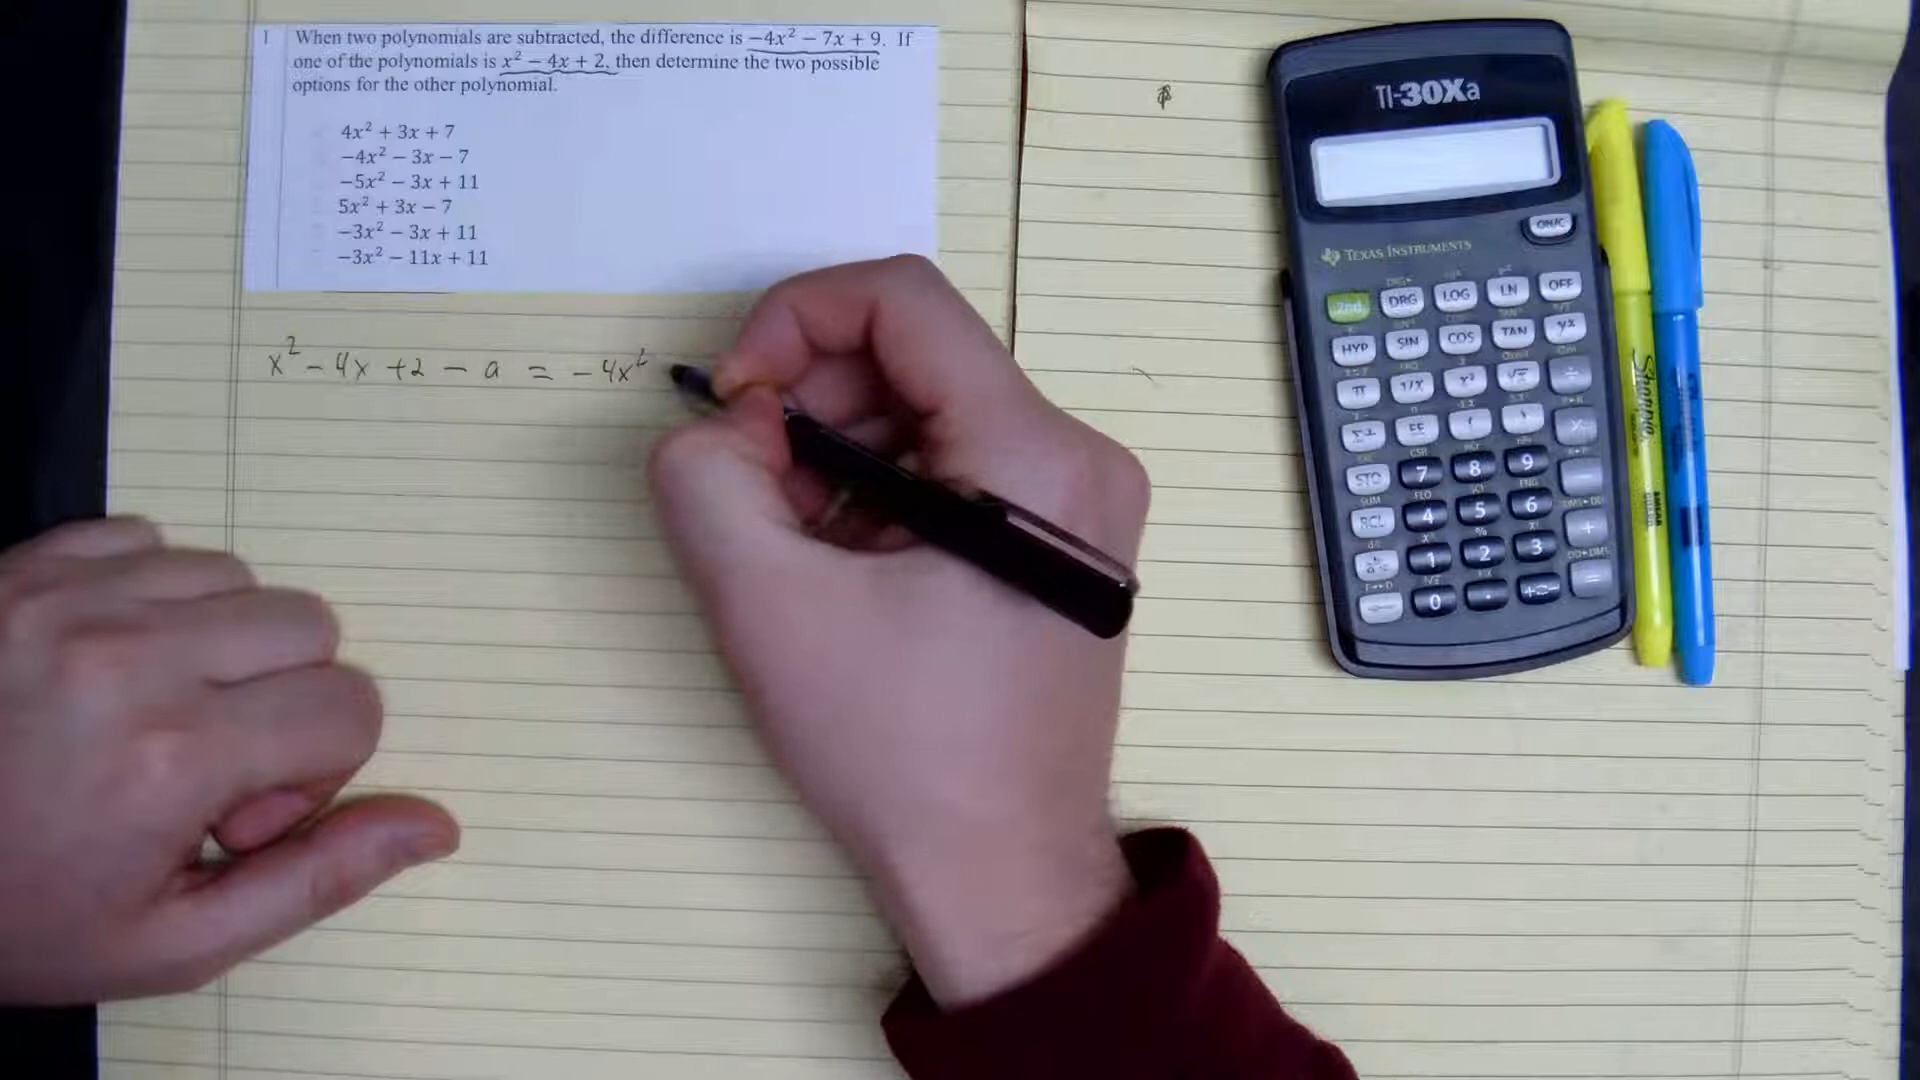 1 When two polynomials are subtracted, the difference is −4x² − 7x + 9. If
one of the polynomials is x² − 4x + 2, then determine the two possible
options for the other polynomial.
4x² + 3x + 7
−4x² − 3x − 7
−5x² − 3x + 11
5x² + 3x − 7
−3x² − 3x + 11
−3x² − 11x + 11
x² − 4x + 2 − a = − 4x²
TI-30Xa
ON/C
TEXAS INSTRUMENTS
2nd DRG LOG LN OFF
HYP SIN COS TAN yx
π 1/x x² √x ÷
Σ+ EE ( ) ×
STO 7 8 9
RCL 4 5 6 +
1 2 3 =
0 .
Sharpie